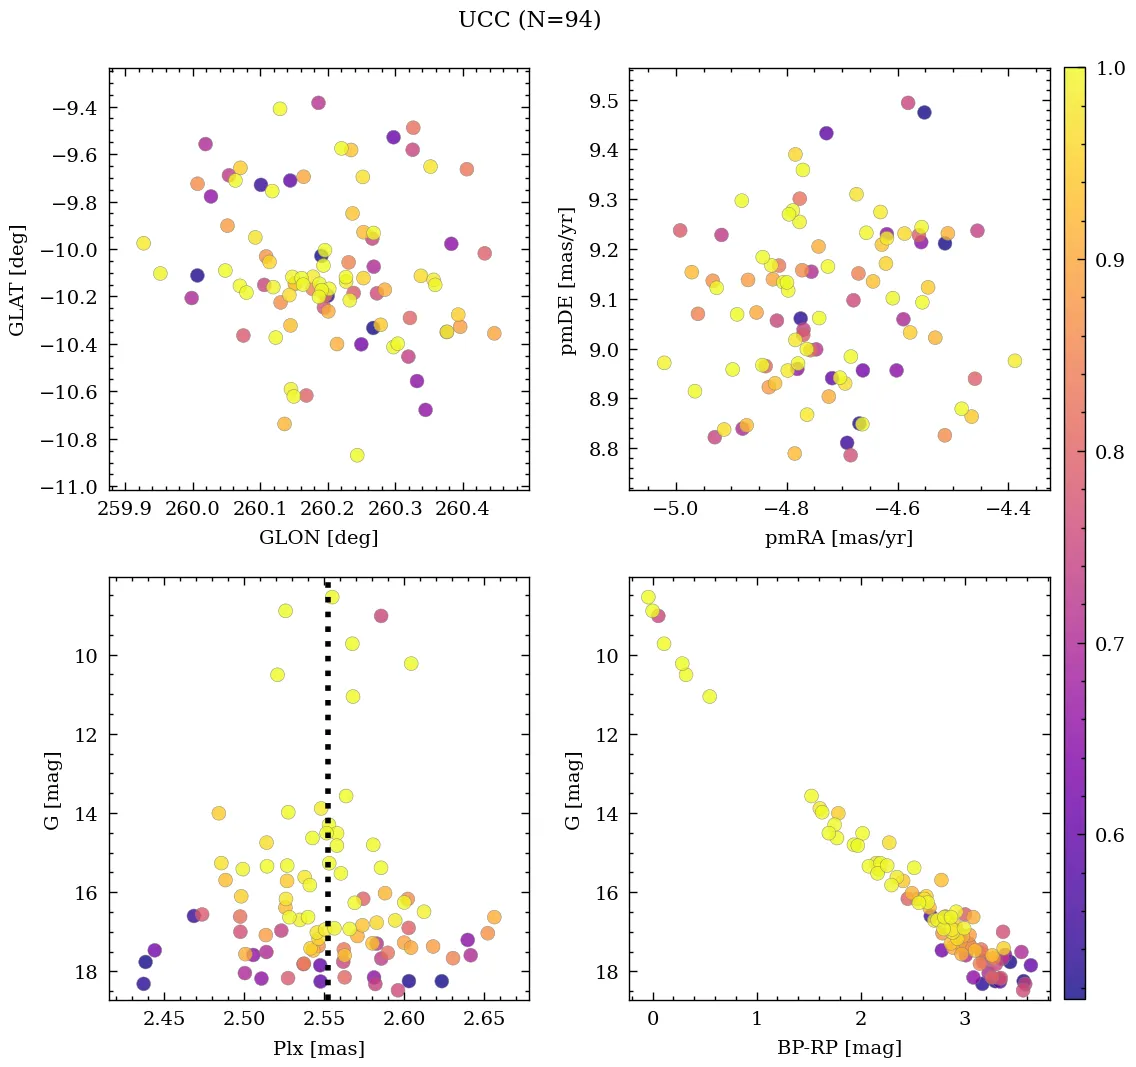 UCC (N=94)
−9.4
−9.6
−9.8
−10.0
−10.2
−10.4
−10.6
−10.8
−11.0
GLAT [deg]
259.9 260.0 260.1 260.2 260.3 260.4
GLON [deg]
9.5
9.4
9.3
9.2
9.1
9.0
8.9
8.8
pmDE [mas/yr]
−5.0 −4.8 −4.6 −4.4
pmRA [mas/yr]
1.0
0.9
0.8
0.7
0.6
10
12
14
16
18
G [mag]
2.45 2.50 2.55 2.60 2.65
Plx [mas]
10
12
14
16
18
G [mag]
0 1 2 3
BP-RP [mag]